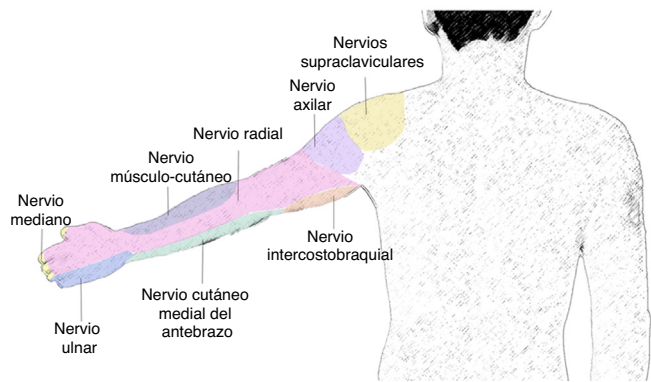 Nervios
supraclaviculares
Nervio
axilar
Nervio radial
Nervio
músculo-cutáneo
Nervio
mediano
Nervio
intercostobraquial
Nervio cutáneo
medial del
antebrazo
Nervio
ulnar